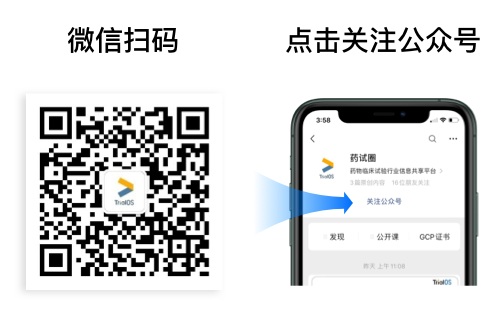 微信扫码
点击关注公众号
TrialOS
3:58
药试圈
药物临床试验行业信息共享平台
TrialOS
3篇原创内容 16位朋友关注
关注公众号
发现
公开课
GCP证书
昨天 上午11:08
TrialOS